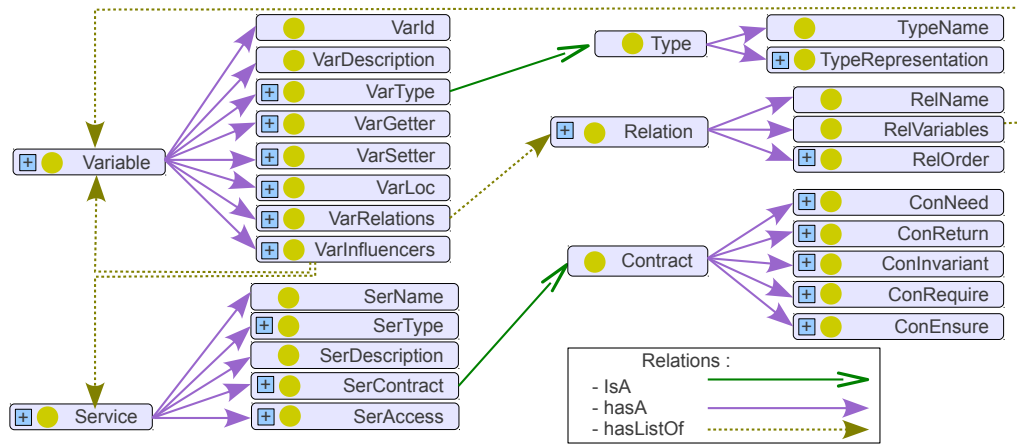 Variable
VarId
VarDescription
VarType
VarGetter
VarSetter
VarLoc
VarRelations
VarInfluencers
Type
TypeName
TypeRepresentation
Relation
RelName
RelVariables
RelOrder
Contract
ConNeed
ConReturn
ConInvariant
ConRequire
ConEnsure
Service
SerName
SerType
SerDescription
SerContract
SerAccess
Relations :
- IsA
- hasA
- hasListOf